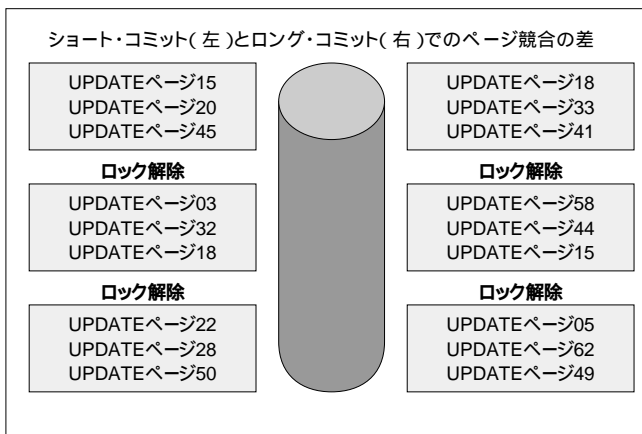 ショート・コミット(左)とロング・コミット(右)でのページ競合の差
UPDATEページ15
UPDATEページ20
UPDATEページ45
ロック解除
UPDATEページ03
UPDATEページ32
UPDATEページ18
ロック解除
UPDATEページ22
UPDATEページ28
UPDATEページ50
UPDATEページ18
UPDATEページ33
UPDATEページ41
ロック解除
UPDATEページ58
UPDATEページ44
UPDATEページ15
ロック解除
UPDATEページ05
UPDATEページ62
UPDATEページ49